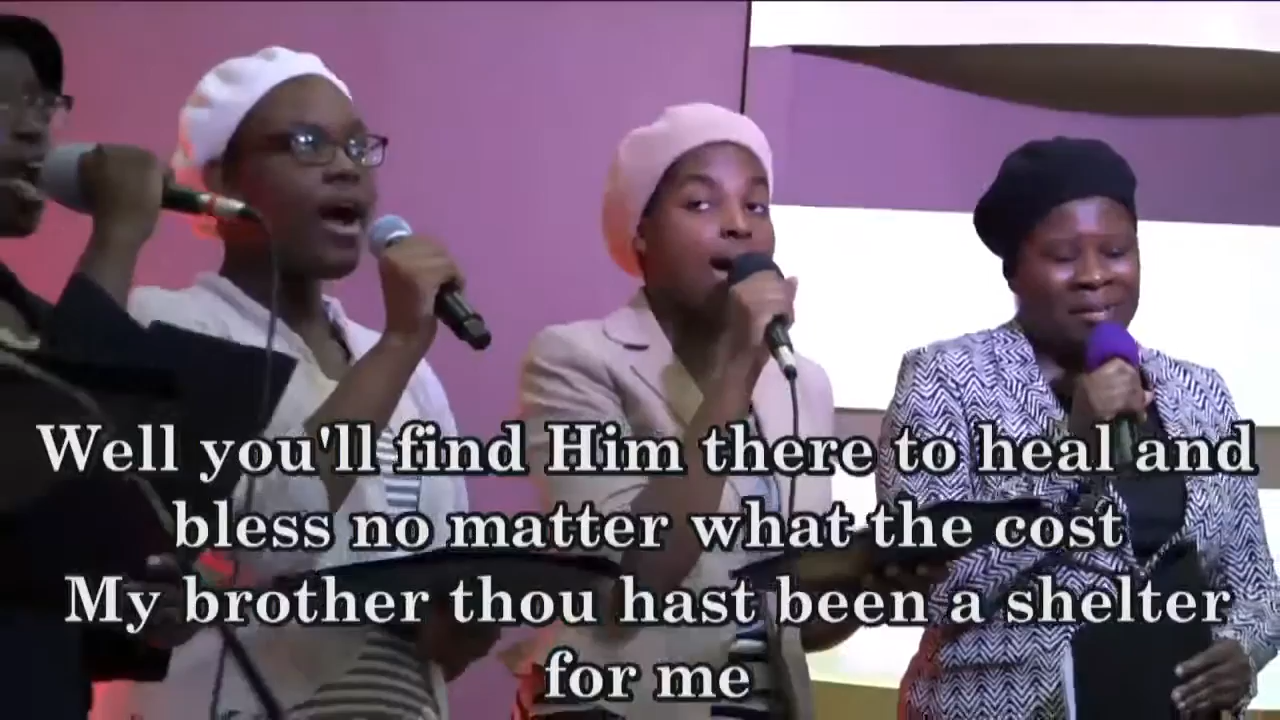 Well you'll find Him there to heal and
bless no matter what the cost
My brother thou hast been a shelter
for me